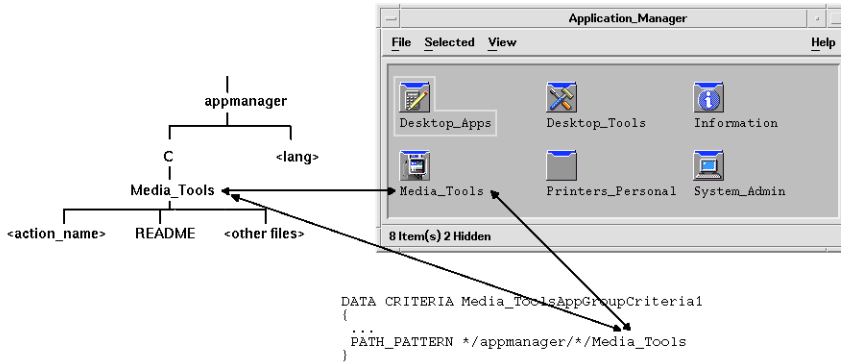 Application_Manager
File Selected View Help
appmanager
Desktop_Apps Desktop_Tools Information
C <lang>
Media_Tools
Media_Tools Printers_Personal System_Admin
<action_name> README <other files>
8 Item(s) 2 Hidden
DATA CRITERIA Media_ToolsAppGroupCriteria1
{
...
PATH_PATTERN */appmanager/*/Media_Tools
}